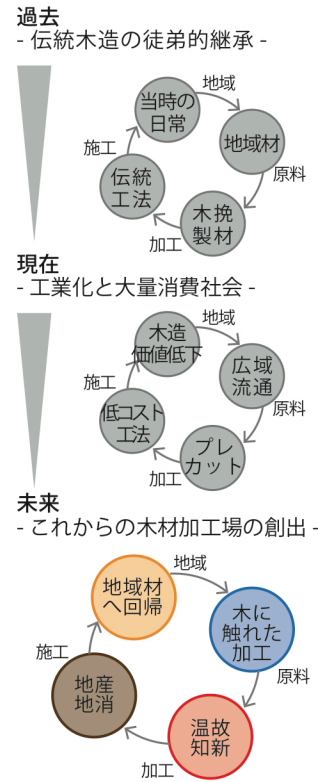 過去
- 伝統木造の徒弟的継承 -
当時の
日常
地域
地域材
原料
木挽
製材
加工
伝統
工法
施工
現在
- 工業化と大量消費社会 -
木造
価値低下
地域
広域
流通
原料
プレ
カット
加工
低コスト
工法
施工
未来
- これからの木材加工場の創出 -
地域材
へ回帰
地域
木に
触れた
加工
原料
温故
知新
加工
地産
地消
施工